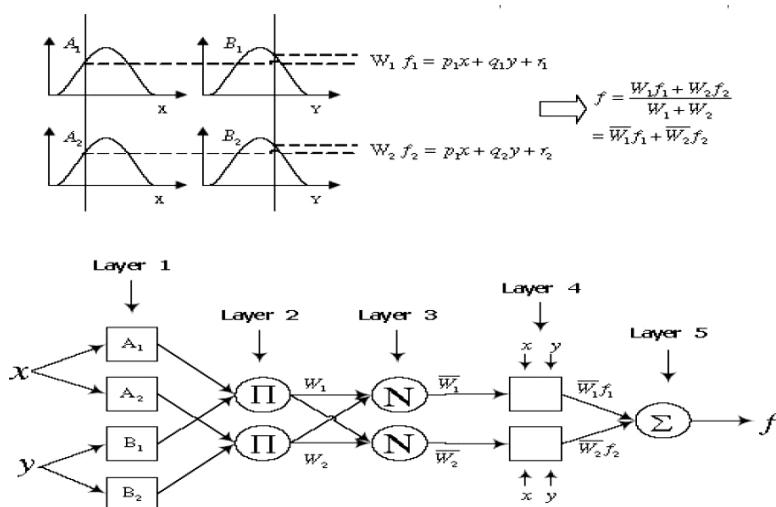 A₁ B₁ W₁ f₁ = p₁x + q₁y + r₁
X Y
f = (W₁f₁ + W₂f₂) / (W₁ + W₂)
= W̅₁f₁ + W̅₂f₂
A₂ B₂ W₂ f₂ = p₁x + q₂y + r₂
X Y
Layer 1
Layer 2 Layer 3 Layer 4 Layer 5
x y
A₁
x Π W₁ N W̅₁ W̅₁f₁
A₂
Σ f
B₁
y Π W₂ N W̅₂ W̅₂f₂
B₂
x y